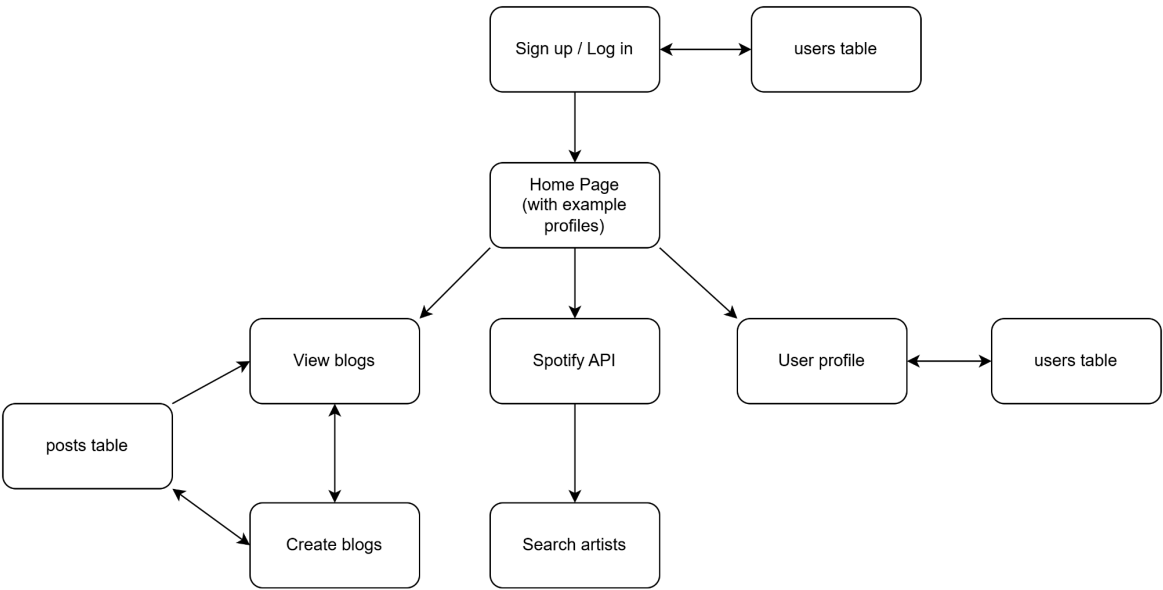 Sign up / Log in
users table
Home Page
(with example
profiles)
View blogs
Spotify API
User profile
users table
posts table
Create blogs
Search artists